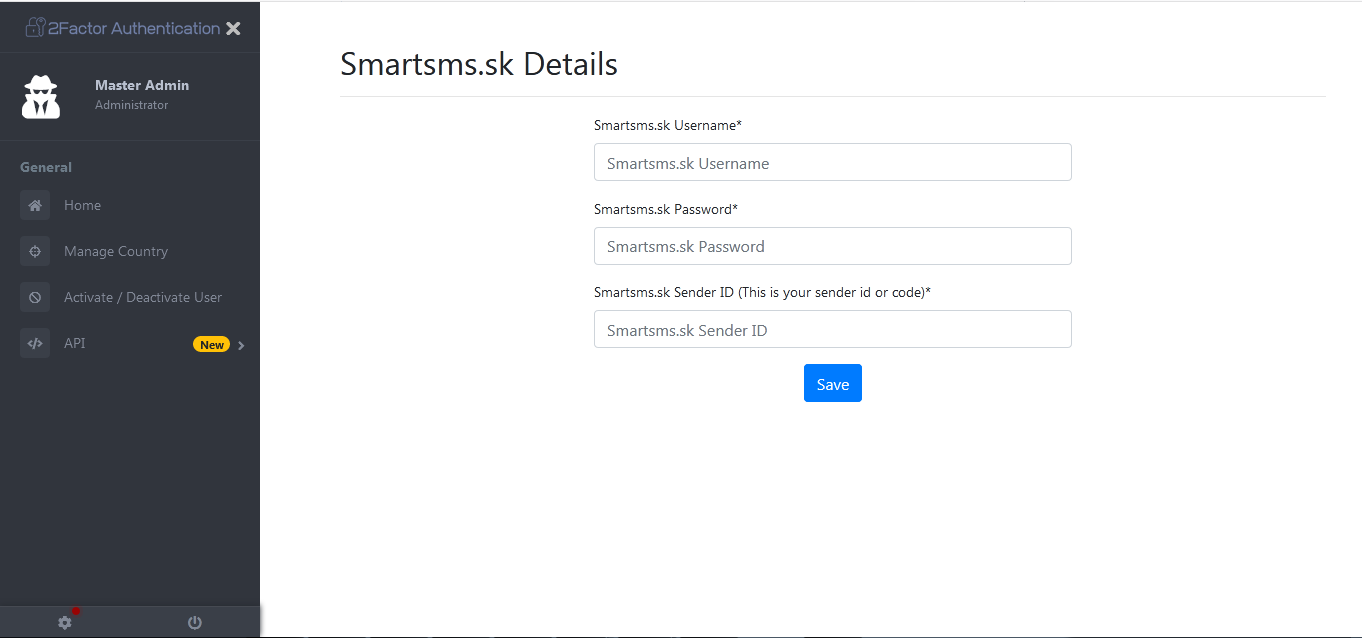 2Factor Authentication
Master Admin
Administrator
General
Home
Manage Country
Activate / Deactivate User
API New
Smartsms.sk Details
Smartsms.sk Username*
Smartsms.sk Username
Smartsms.sk Password*
Smartsms.sk Password
Smartsms.sk Sender ID (This is your sender id or code)*
Smartsms.sk Sender ID
Save